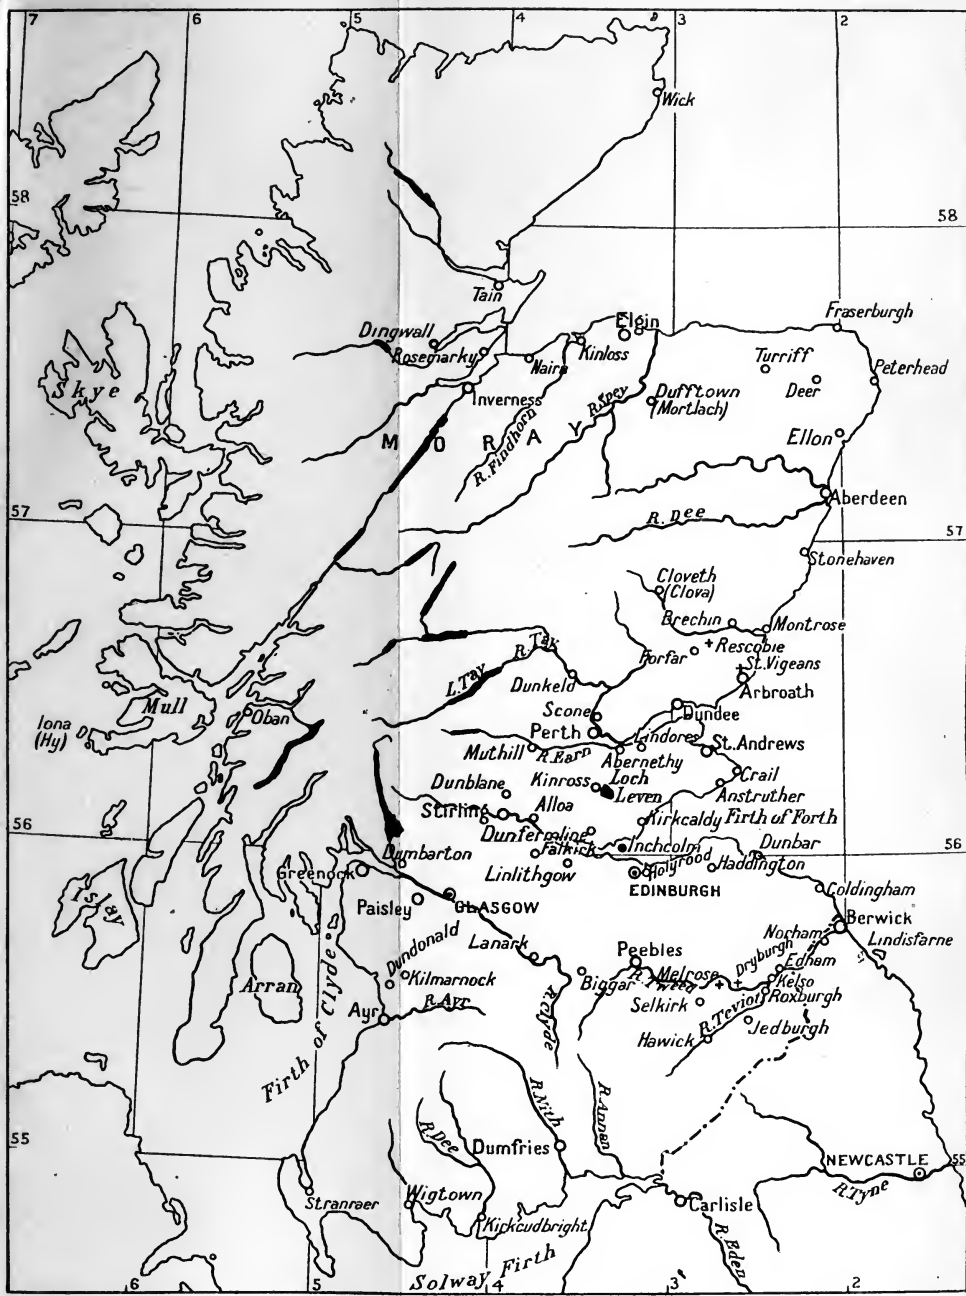 7 6 5 4 3 2
Wick
58 58
Tain
Fraserburgh
Elgin
Dingwall
Rosemarky
Nairn
Kinloss
Turriff
Peterhead
Skye
Inverness
R. Spey
Dufftown
(Mortlach)
Deer
MORAY
R. Findhorn
Ellon
Aberdeen
57 57
R. Dee
Stonehaven
Cloveth
(Clova)
Brechin
Montrose
R. Tay
Forfar
Rescobie
St. Vigeans
L. Tay
Dunkeld
Arbroath
Mull
Oban
Iona
(Hy)
Scone
Dundee
Perth
Lindores
St. Andrews
Muthill
R. Earn
Abernethy
Dunblane
Kinross
Loch
Leven
Crail
Anstruther
Stirling
Alloa
Kirkcaldy
Firth of Forth
56 56
Dunfermline
Falkirk
Inchcolm
Dunbar
Dumbarton
Linlithgow
Holyrood
Haddington
Greenock
EDINBURGH
Coldingham
Islay
Paisley
GLASGOW
Berwick
Norham
Lindisfarne
Lanark
Peebles
Dryburgh
Dundonald
Kilmarnock
Biggar
R. Tweed
Melrose
Ednam
Kelso
Arran
Firth of Clyde
R. Ayr
R. Clyde
Selkirk
R. Teviot
Roxburgh
Ayr
Hawick
Jedburgh
55 55
R. Dee
R. Nith
R. Annan
Dumfries
NEWCASTLE
R. Tyne
Stranraer
Wigtown
Kirkcudbright
Carlisle
R. Eden
Solway Firth
6 5 4 3 2